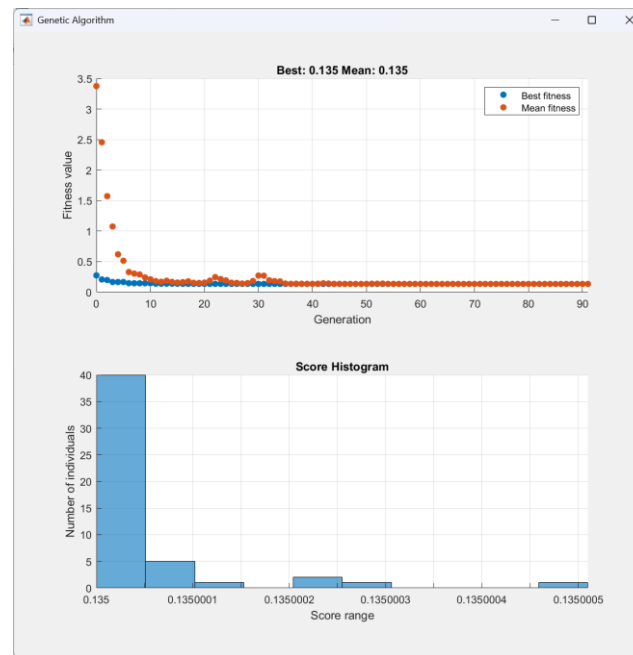 Genetic Algorithm
Best: 0.135 Mean: 0.135
3.5
3
2.5
2
1.5
1
0.5
0
Fitness value
Best fitness
Mean fitness
0 10 20 30 40 50 60 70 80 90
Generation
Score Histogram
40
35
30
25
20
15
10
5
0
Number of individuals
0.135 0.1350001 0.1350002 0.1350003 0.1350004 0.1350005
Score range